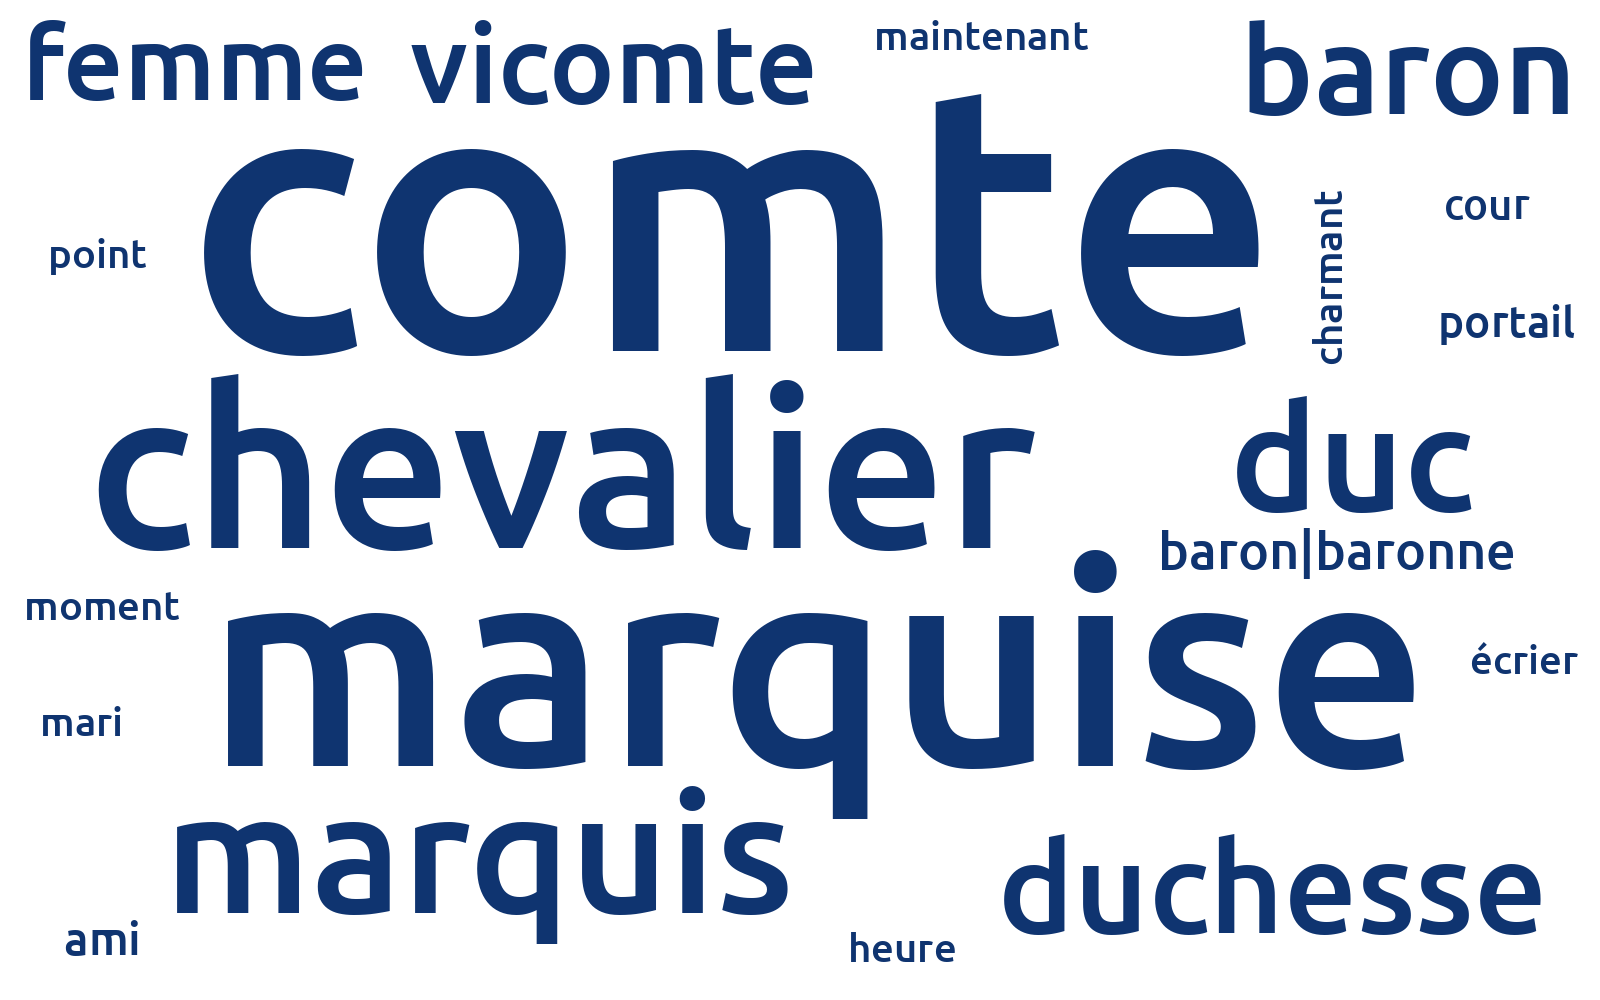 femme vicomte maintenant baron
comte
point
charmant
cour
portail
chevalier
duc
baron|baronne
moment
marquise
écrier
mari
marquis
duchesse
ami
heure